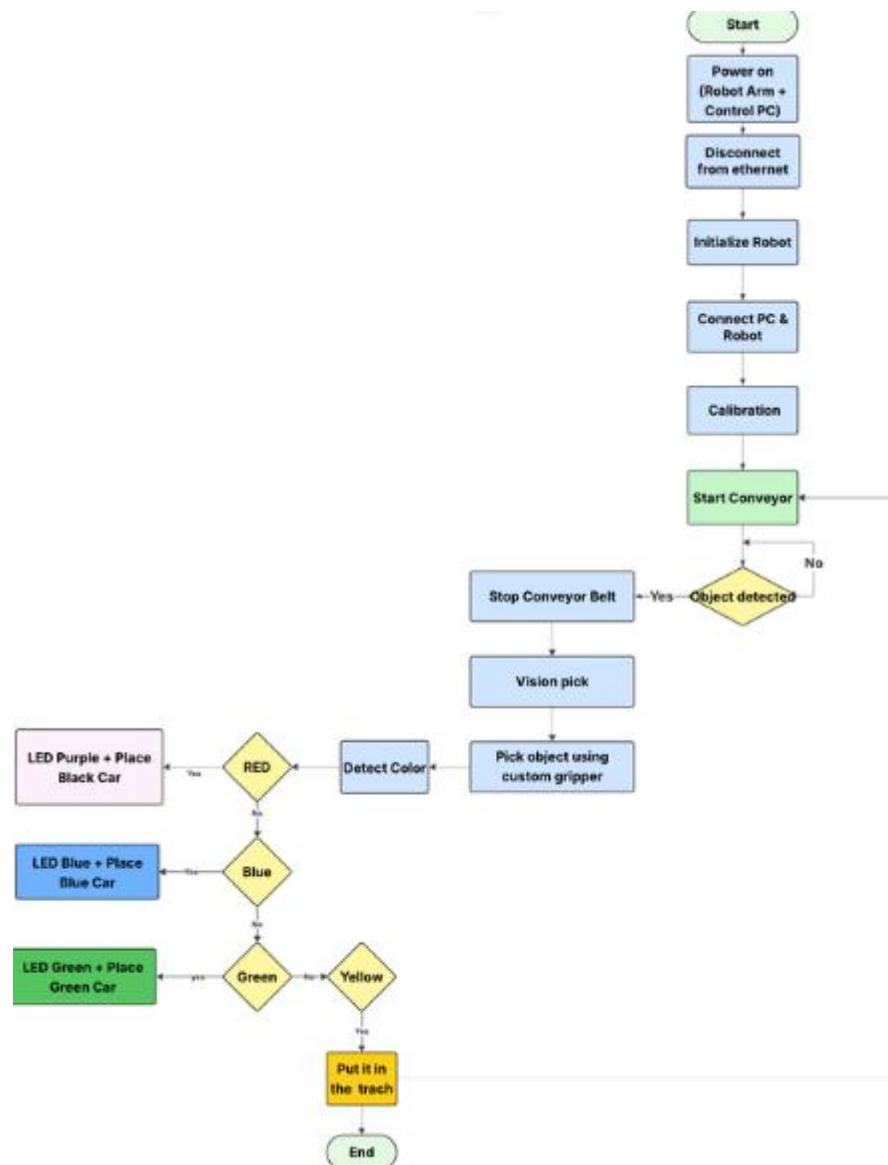 Start
Power on
(Robot Arm +
Control PC)
Disconnect
from ethernet
Initialize Robot
Connect PC &
Robot
Calibration
Start Conveyor
No
Object detected
Yes
Stop Conveyor Belt
Vision pick
Pick object using
custom gripper
Detect Color
RED
Yes
LED Purple + Place
Black Car
No
Blue
Yes
LED Blue + Place
Blue Car
No
Green
yes
LED Green + Place
Green Car
No
Yellow
Yes
Put it in
the trach
End